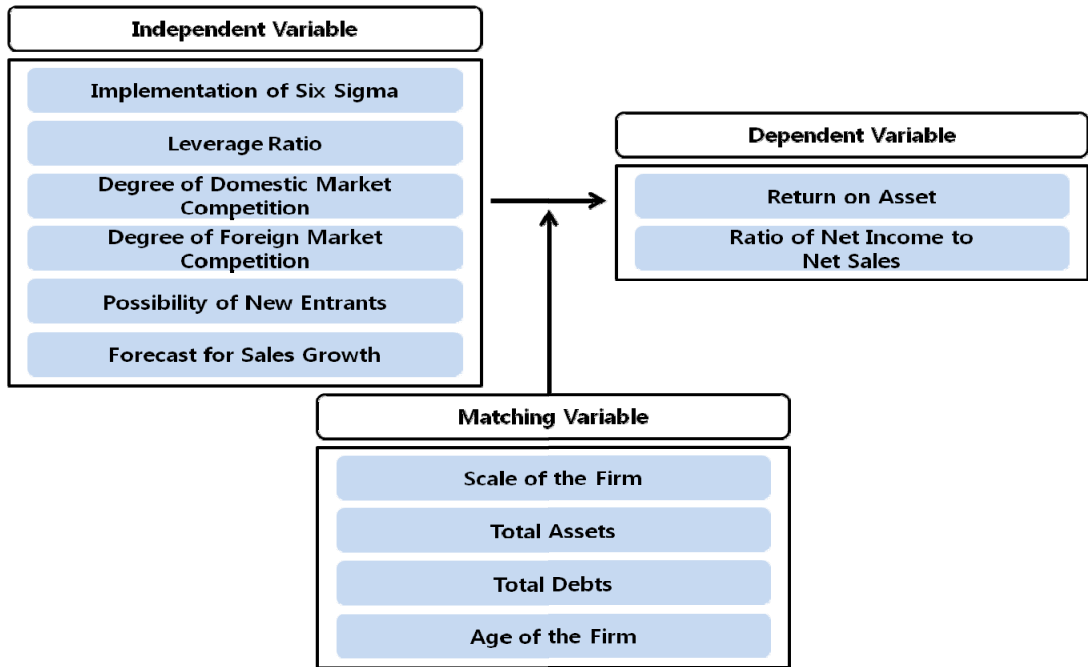 Independent Variable
Implementation of Six Sigma
Leverage Ratio
Degree of Domestic Market
Competition
Degree of Foreign Market
Competition
Possibility of New Entrants
Forecast for Sales Growth
Dependent Variable
Return on Asset
Ratio of Net Income to
Net Sales
Matching Variable
Scale of the Firm
Total Assets
Total Debts
Age of the Firm